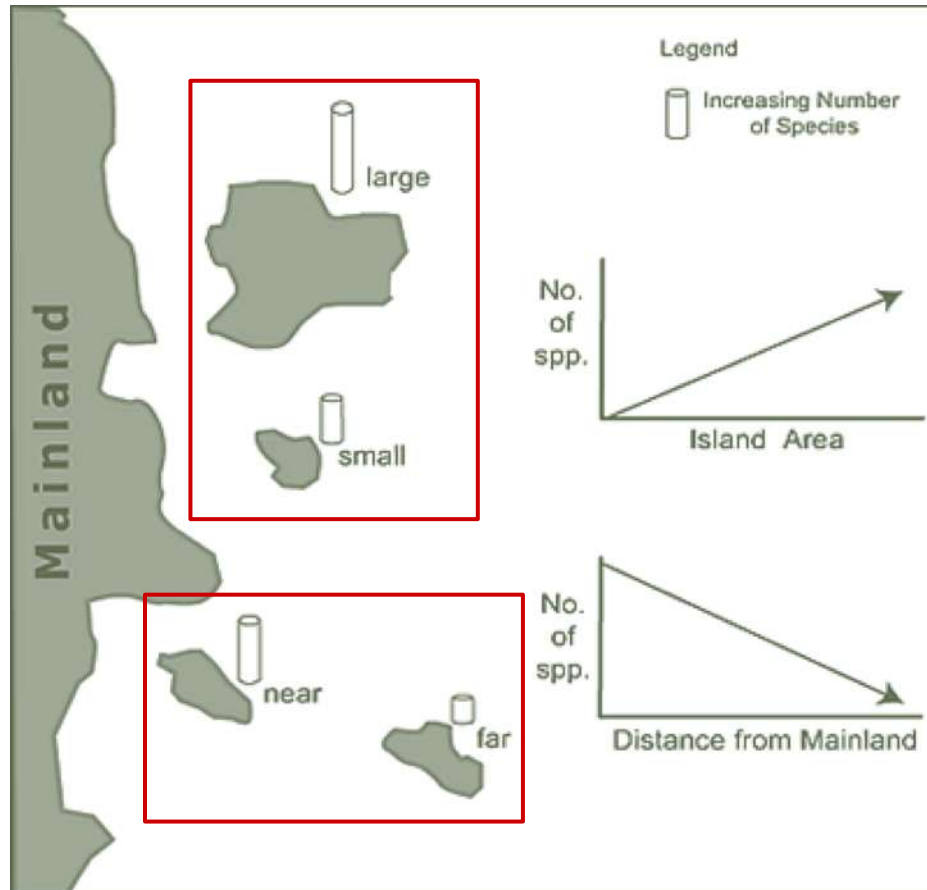 Mainland
Legend
Increasing Number
of Species
large
small
No.
of
spp.
Island Area
near
far
No.
of
spp.
Distance from Mainland